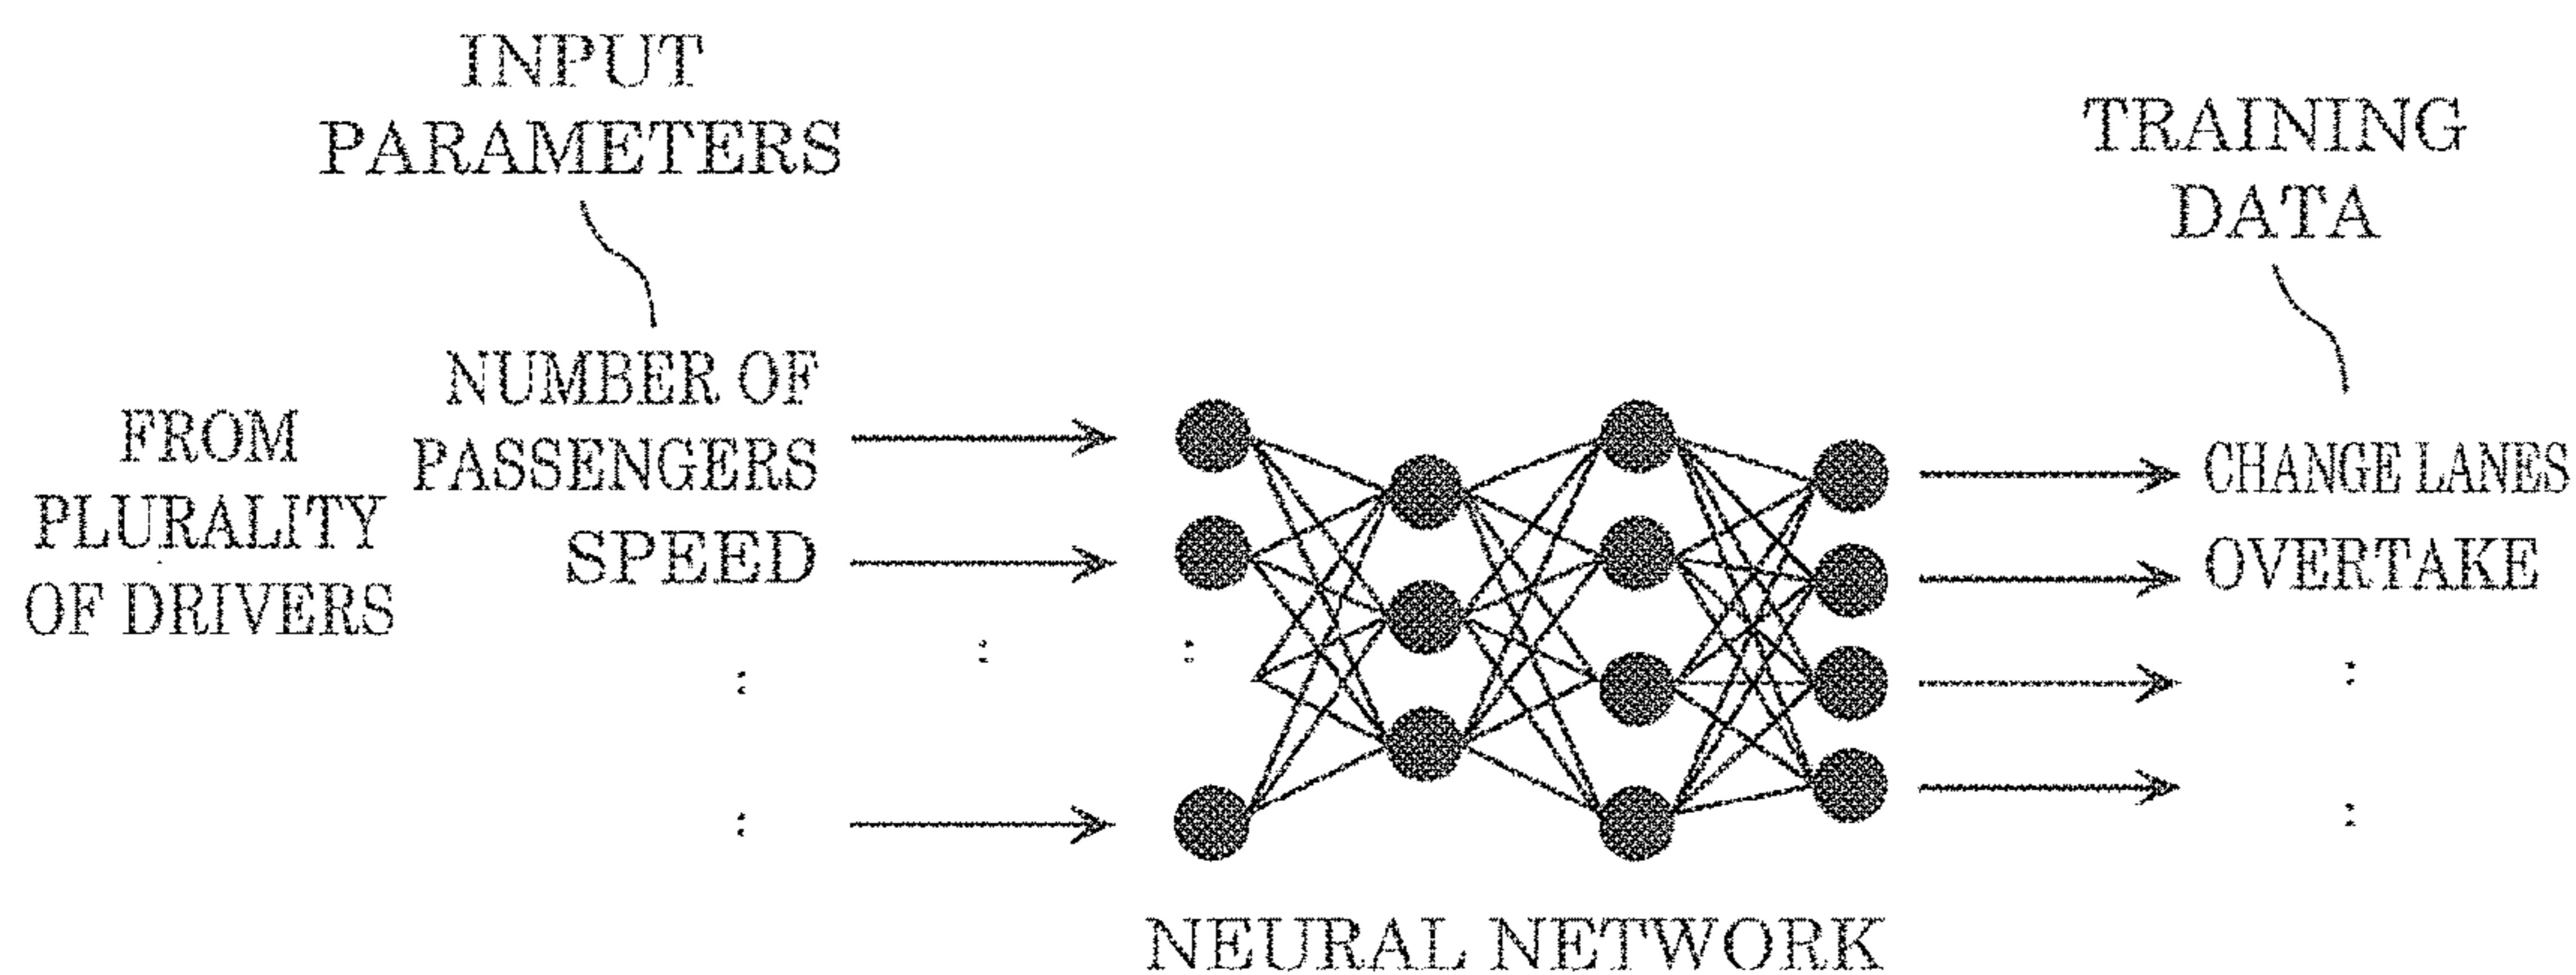 INPUT
PARAMETERS
TRAINING
DATA
FROM
PLURALITY
OF DRIVERS
NUMBER OF
PASSENGERS
SPEED
:
:
:
:
CHANGE LANES
OVERTAKE
:
:
NEURAL NETWORK